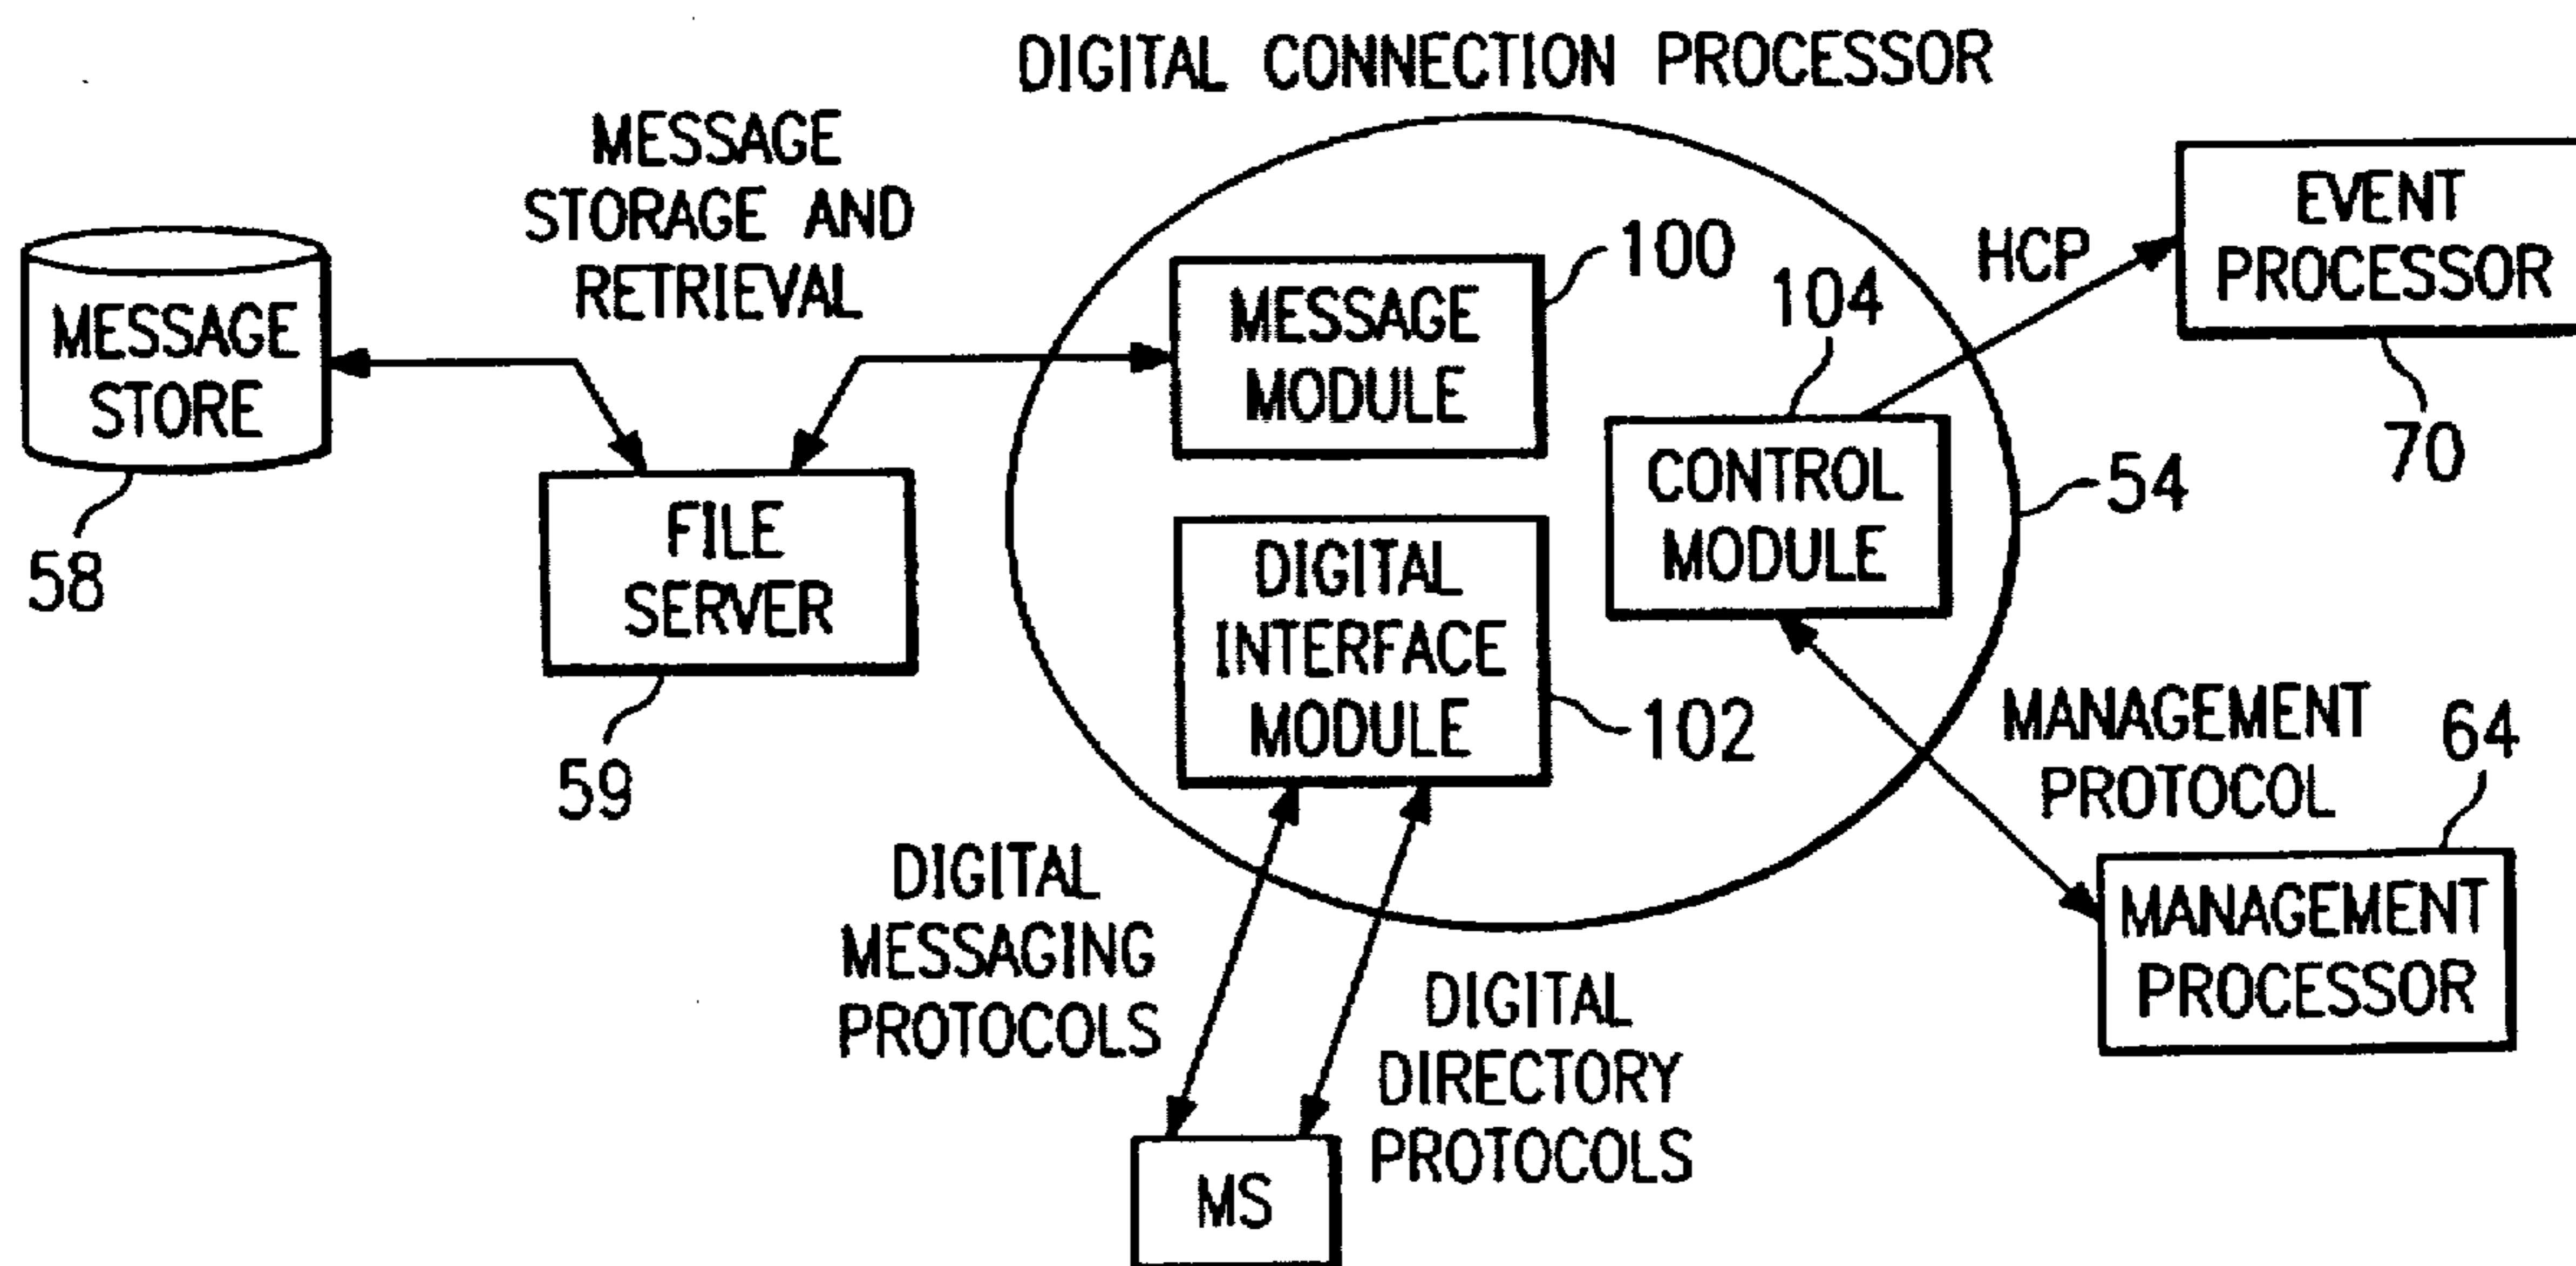 DIGITAL CONNECTION PROCESSOR
MESSAGE
STORAGE AND
RETRIEVAL
MESSAGE
STORE
58
FILE
SERVER
59
MESSAGE
MODULE
100
DIGITAL
INTERFACE
MODULE
102
CONTROL
MODULE
104
HCP
EVENT
PROCESSOR
70
54
MANAGEMENT
PROTOCOL
64
MANAGEMENT
PROCESSOR
DIGITAL
MESSAGING
PROTOCOLS
DIGITAL
DIRECTORY
PROTOCOLS
MS